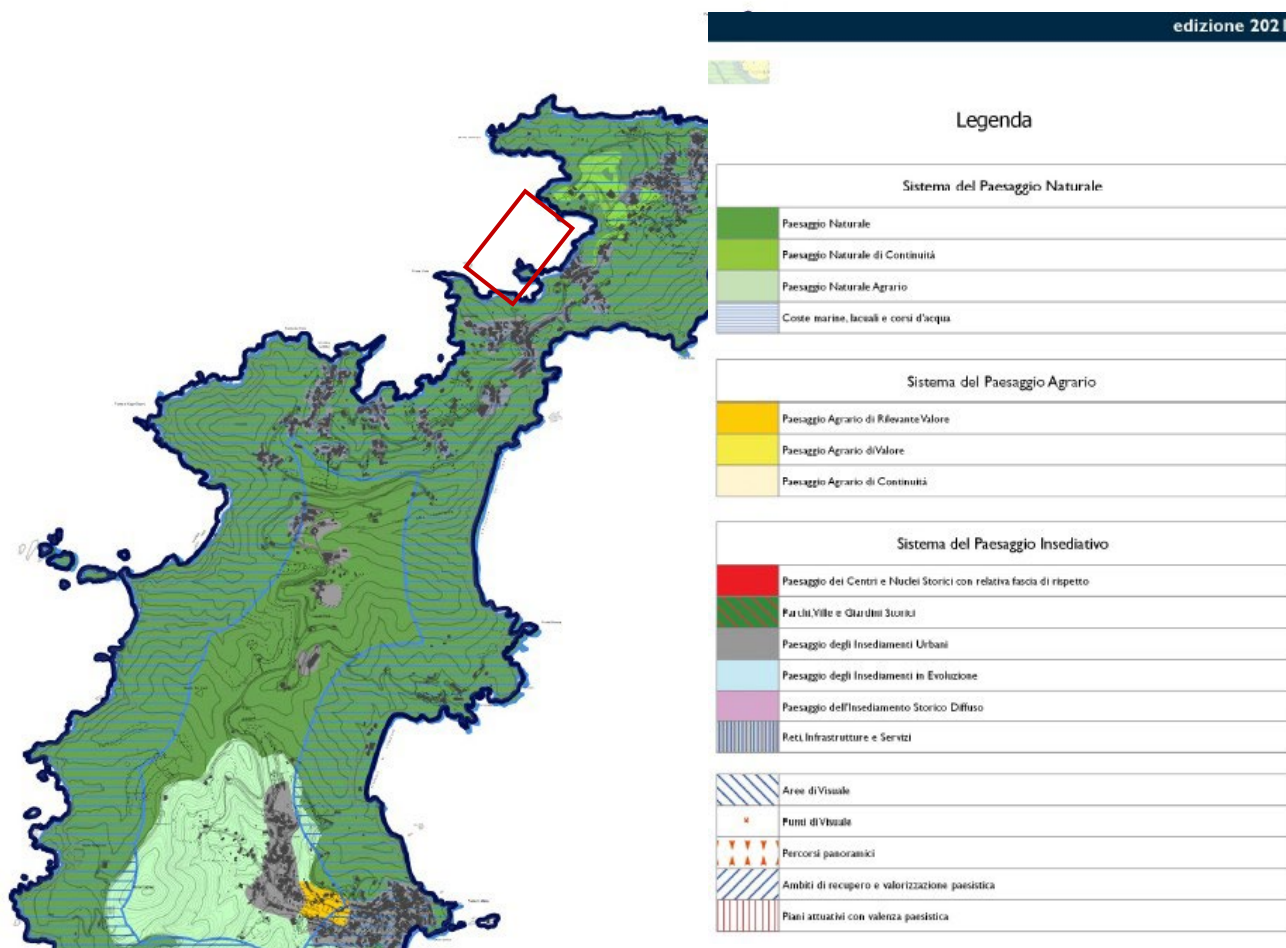 edizione 2021
Legenda
Sistema del Paesaggio Naturale
Paesaggio Naturale
Paesaggio Naturale di Continuità
Paesaggio Naturale Agrario
Coste marine, lacuali e corsi d'acqua
Sistema del Paesaggio Agrario
Paesaggio Agrario di Rilevante Valore
Paesaggio Agrario di Valore
Paesaggio Agrario di Continuità
Sistema del Paesaggio Insediativo
Paesaggio dei Centri e Nuclei Storici con relativa fascia di rispetto
Parchi, Ville e Giardini Storici
Paesaggio degli Insediamenti Urbani
Paesaggio degli Insediamenti in Evoluzione
Paesaggio dell'Insediamento Storico Diffuso
Reti, Infrastrutture e Servizi
Aree di Visuale
Punti di Visuale
Percorsi panoramici
Ambiti di recupero e valorizzazione paesistica
Piani attuativi con valenza paesistica